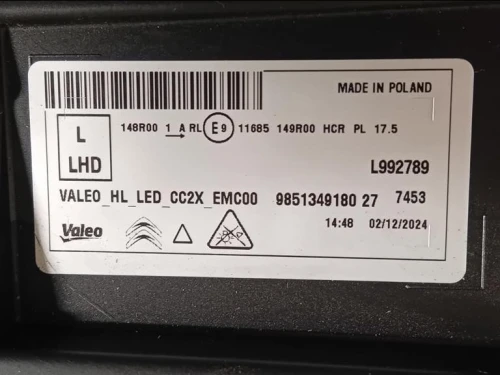 MADE IN POLAND
L
LHD
148R00 1 → A RL E9 11685 149R00 HCR PL 17.5
L992789
VALEO_HL_LED_CC2X_EMC00 9851349180 27 7453
Valeo
14:48 02/12/2024